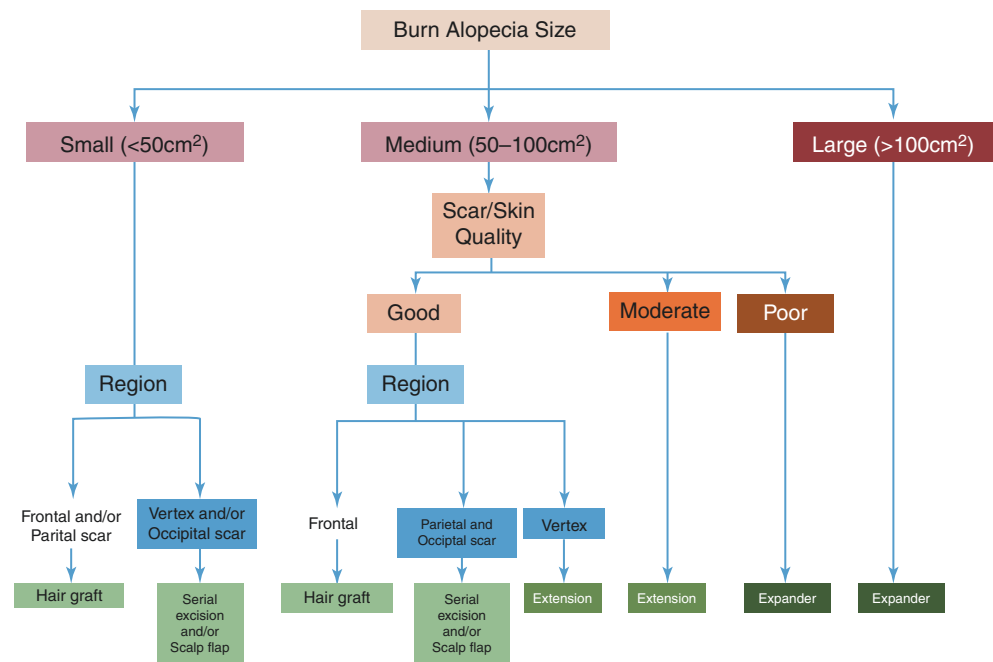 Burn Alopecia Size
Small (<50cm²)
Medium (50–100cm²)
Large (>100cm²)
Scar/Skin
Quality
Good
Moderate
Poor
Region
Region
Frontal and/or
Parital scar
Vertex and/or
Occipital scar
Frontal
Parietal and
Occiptal scar
Vertex
Hair graft
Serial
excision
and/or
Scalp flap
Hair graft
Serial
excision
and/or
Scalp flap
Extension
Extension
Expander
Expander